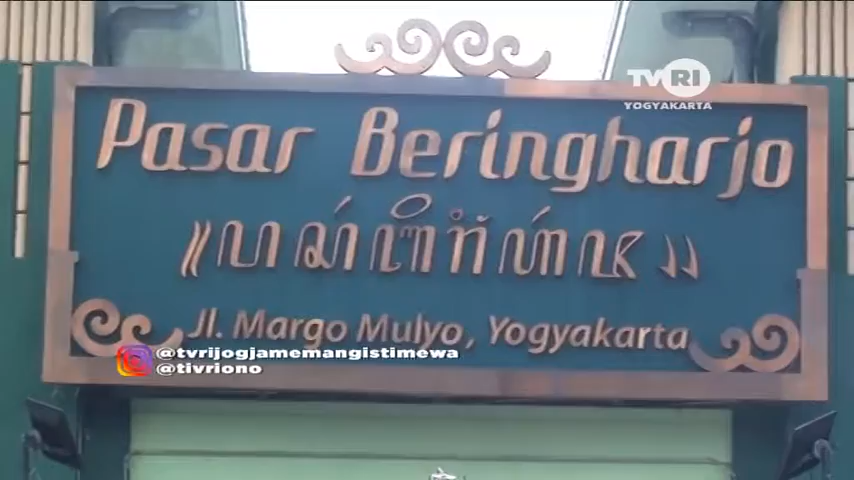 TVRI
YOGYAKARTA
Pasar Beringharjo
Jl. Margo Mulyo, Yogyakarta
@tvrijogjamemangistimewa
@tivriono